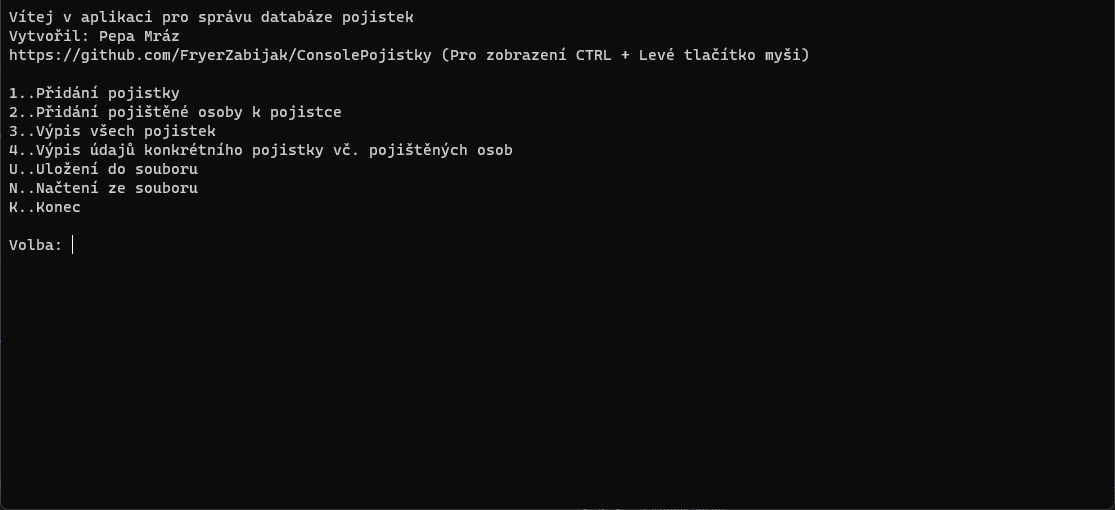 Vítej v aplikaci pro správu databáze pojistek
Vytvořil: Pepa Mráz
https://github.com/FryerZabijak/ConsolePojistky (Pro zobrazení CTRL + Levé tlačítko myši)
1..Přidání pojistky
2..Přidání pojištěné osoby k pojistce
3..Výpis všech pojistek
4..Výpis údajů konkrétního pojistky vč. pojištěných osob
U..Uložení do souboru
N..Načtení ze souboru
K..Konec
Volba: